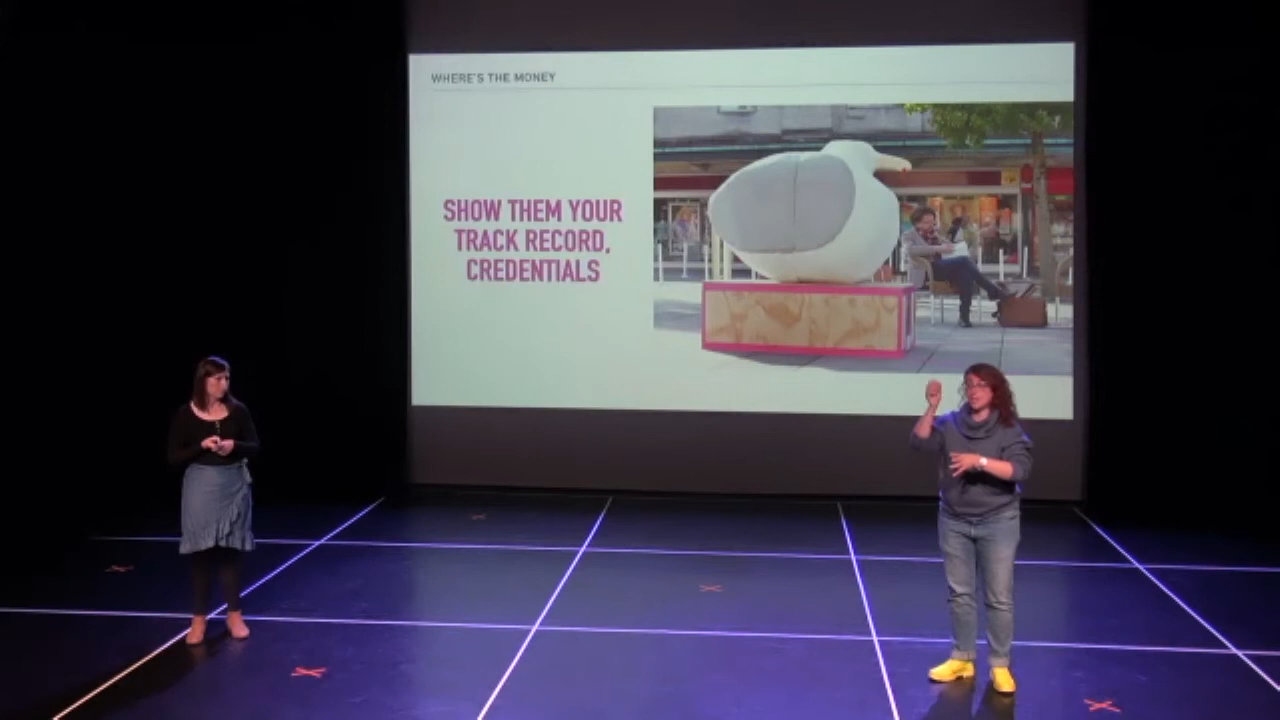 WHERE'S THE MONEY
SHOW THEM YOUR
TRACK RECORD,
CREDENTIALS